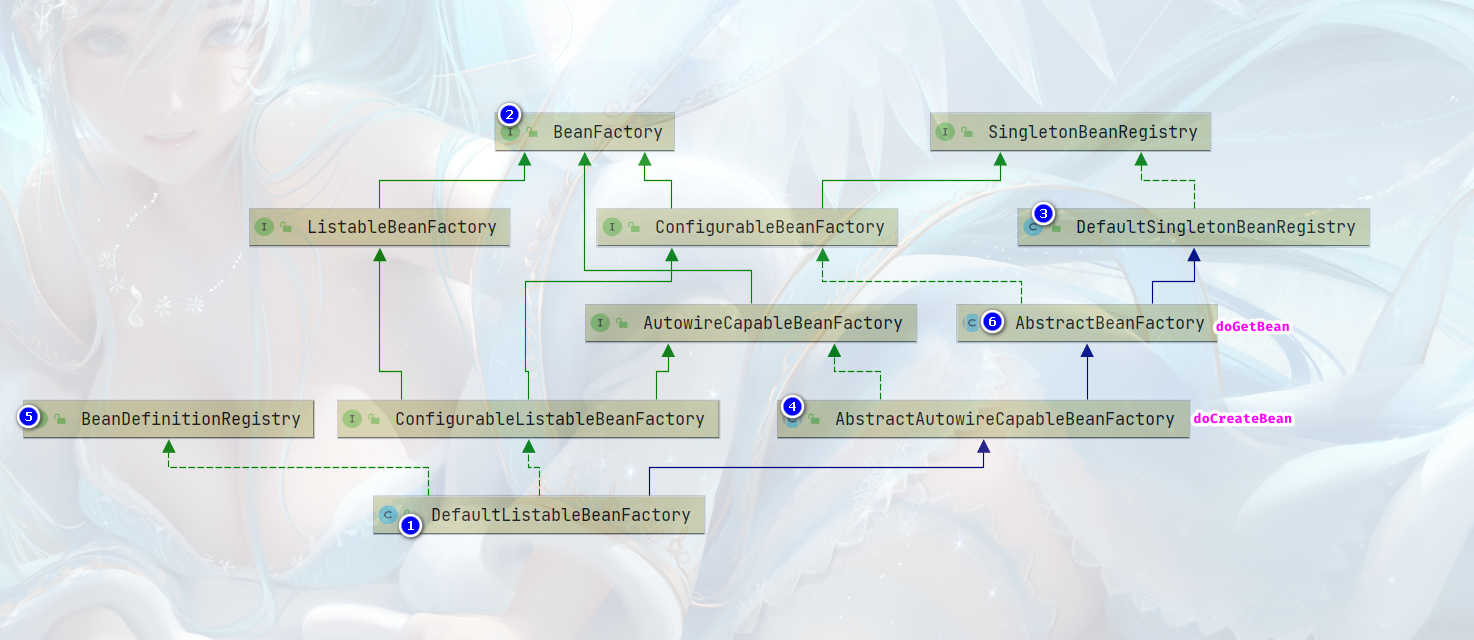 2
I BeanFactory
I SingletonBeanRegistry
I ListableBeanFactory
I ConfigurableBeanFactory
3
C DefaultSingletonBeanRegistry
I AutowireCapableBeanFactory
C 6 AbstractBeanFactory doGetBean
5 BeanDefinitionRegistry
I ConfigurableListableBeanFactory
4
C AbstractAutowireCapableBeanFactory doCreateBean
C DefaultListableBeanFactory
1